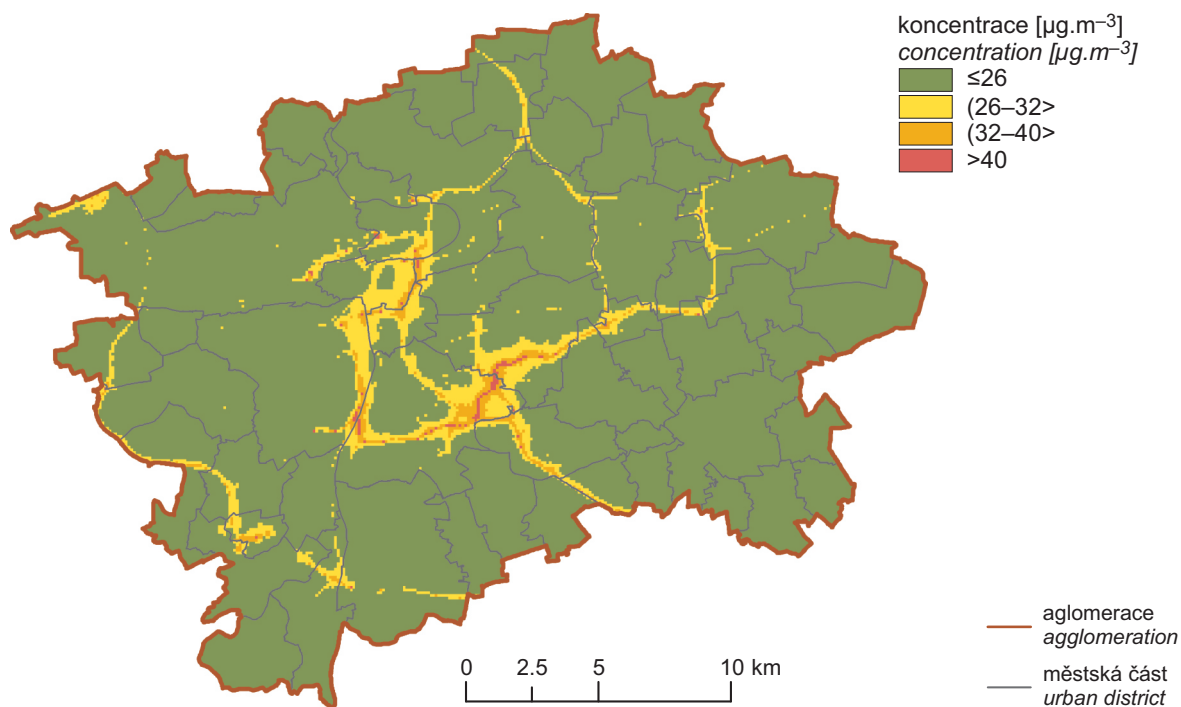 koncentrace [µg.m⁻³]
concentration [µg.m⁻³]
≤26
(26–32>
(32–40>
>40
aglomerace
agglomeration
městská část
urban district
0 2.5 5 10 km